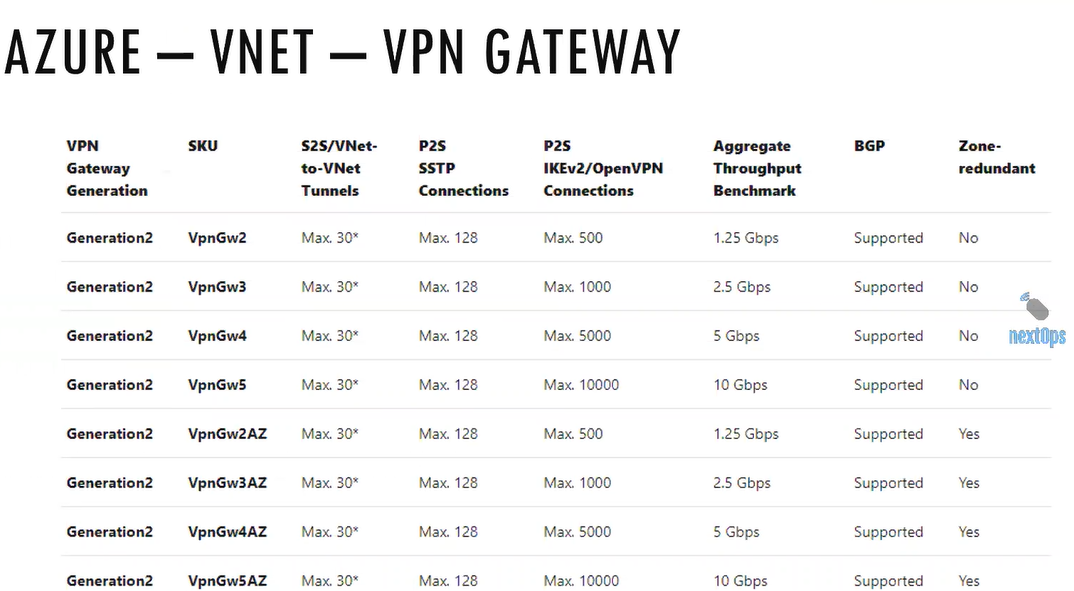 AZURE – VNET – VPN GATEWAY
VPN Gateway Generation SKU S2S/VNet-to-VNet Tunnels P2S SSTP Connections P2S IKEv2/OpenVPN Connections Aggregate Throughput Benchmark BGP Zone-redundant
Generation2 VpnGw2 Max. 30* Max. 128 Max. 500 1.25 Gbps Supported No
Generation2 VpnGw3 Max. 30* Max. 128 Max. 1000 2.5 Gbps Supported No
Generation2 VpnGw4 Max. 30* Max. 128 Max. 5000 5 Gbps Supported No
nextOps
Generation2 VpnGw5 Max. 30* Max. 128 Max. 10000 10 Gbps Supported No
Generation2 VpnGw2AZ Max. 30* Max. 128 Max. 500 1.25 Gbps Supported Yes
Generation2 VpnGw3AZ Max. 30* Max. 128 Max. 1000 2.5 Gbps Supported Yes
Generation2 VpnGw4AZ Max. 30* Max. 128 Max. 5000 5 Gbps Supported Yes
Generation2 VpnGw5AZ Max. 30* Max. 128 Max. 10000 10 Gbps Supported Yes